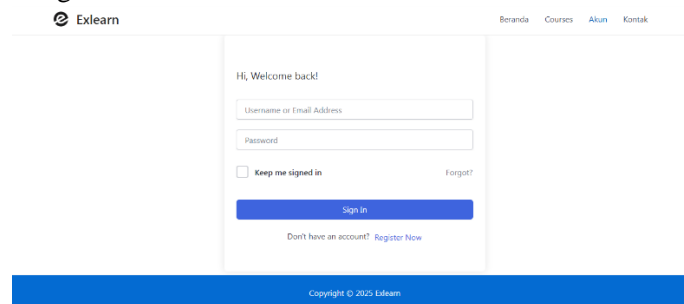 Exlearn
Beranda Courses Akun Kontak
Hi, Welcome back!
Username or Email Address
Password
Keep me signed in Forgot?
Sign In
Don't have an account? Register Now
Copyright © 2025 Exlearn